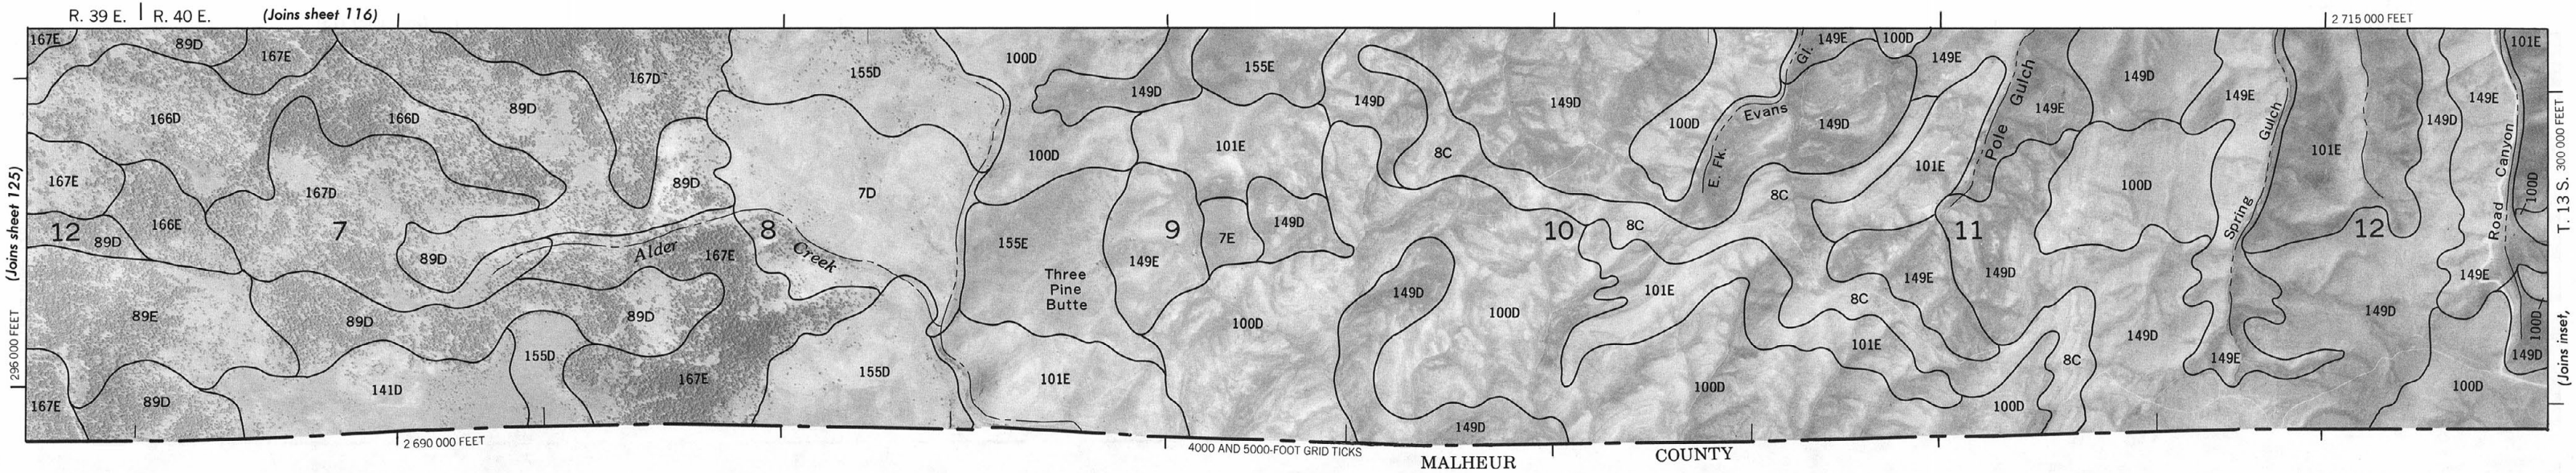 R. 39 E. | R. 40 E. (Joins sheet 116)
2 715 000 FEET
167E 89D 167E 167D 155D 100D 155E 149D 149D 149E 100D 149E 149D 149E 101E
166D 166D 89D 149D 100D 149D 149E 149D 149E
Gl.
Evans
E. Fk.
Pole Gulch
Spring Gulch
Road Canyon
167E 167D 89D 7D 100D 101E 8C 8C 101E 100D 101E 100D
166E 89D 155E 149E 7E 149D 8C 149E 149D 149E
12 7 8 9 10 11 12
Alder Creek
89D 167E
Three
Pine
Butte
89E 89D 89D 100D 149D 100D 101E 8C 149D 149D 100D
155D 101E 8C 149E 149D
167E 89D 141D 167E 155D 101E 149D 100D 100D 100D
(Joins sheet 125)
296 000 FEET
T. 13 S. 300 000 FEET
(Joins inset,
2 690 000 FEET
4000 AND 5000-FOOT GRID TICKS
MALHEUR COUNTY